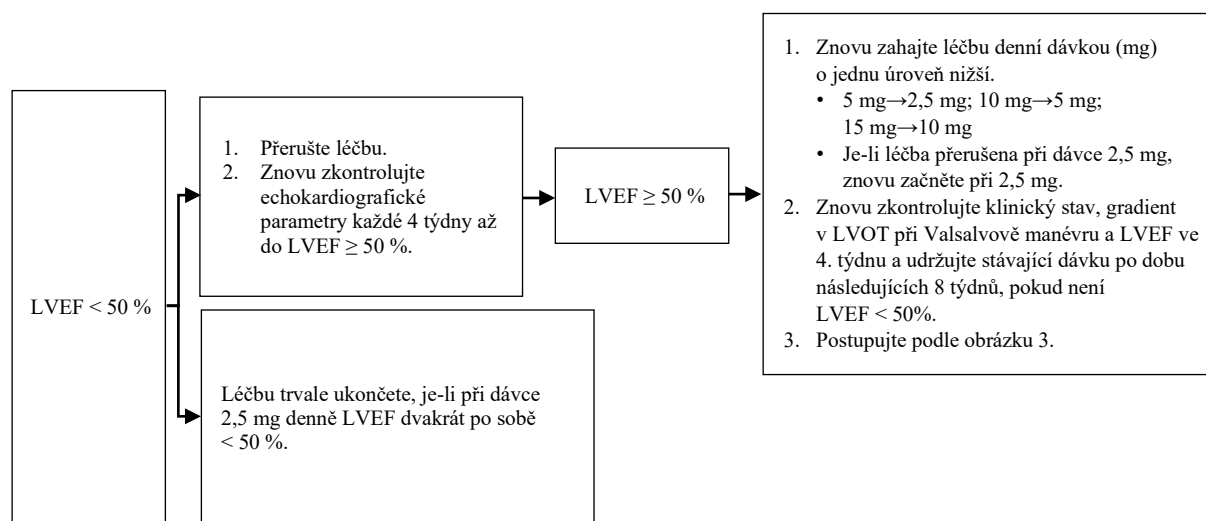 LVEF < 50 %
1. Přerušte léčbu.
2. Znovu zkontrolujte
echokardiografické
parametry každé 4 týdny až
do LVEF ≥ 50 %.
Léčbu trvale ukončete, je-li při dávce
2,5 mg denně LVEF dvakrát po sobě
< 50 %.
LVEF ≥ 50 %
1. Znovu zahajte léčbu denní dávkou (mg)
o jednu úroveň nižší.
• 5 mg→2,5 mg; 10 mg→5 mg;
15 mg→10 mg
• Je-li léčba přerušena při dávce 2,5 mg,
znovu začněte při 2,5 mg.
2. Znovu zkontrolujte klinický stav, gradient
v LVOT při Valsalvově manévru a LVEF ve
4. týdnu a udržujte stávající dávku po dobu
následujících 8 týdnů, pokud není
LVEF < 50%.
3. Postupujte podle obrázku 3.